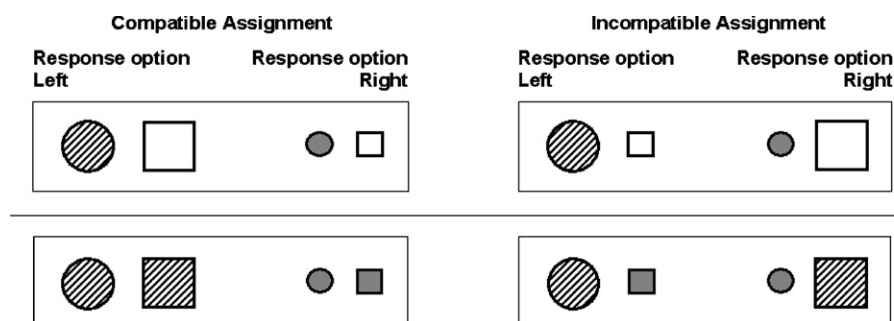 Compatible Assignment
Incompatible Assignment
Response option
Left
Response option
Right
Response option
Left
Response option
Right